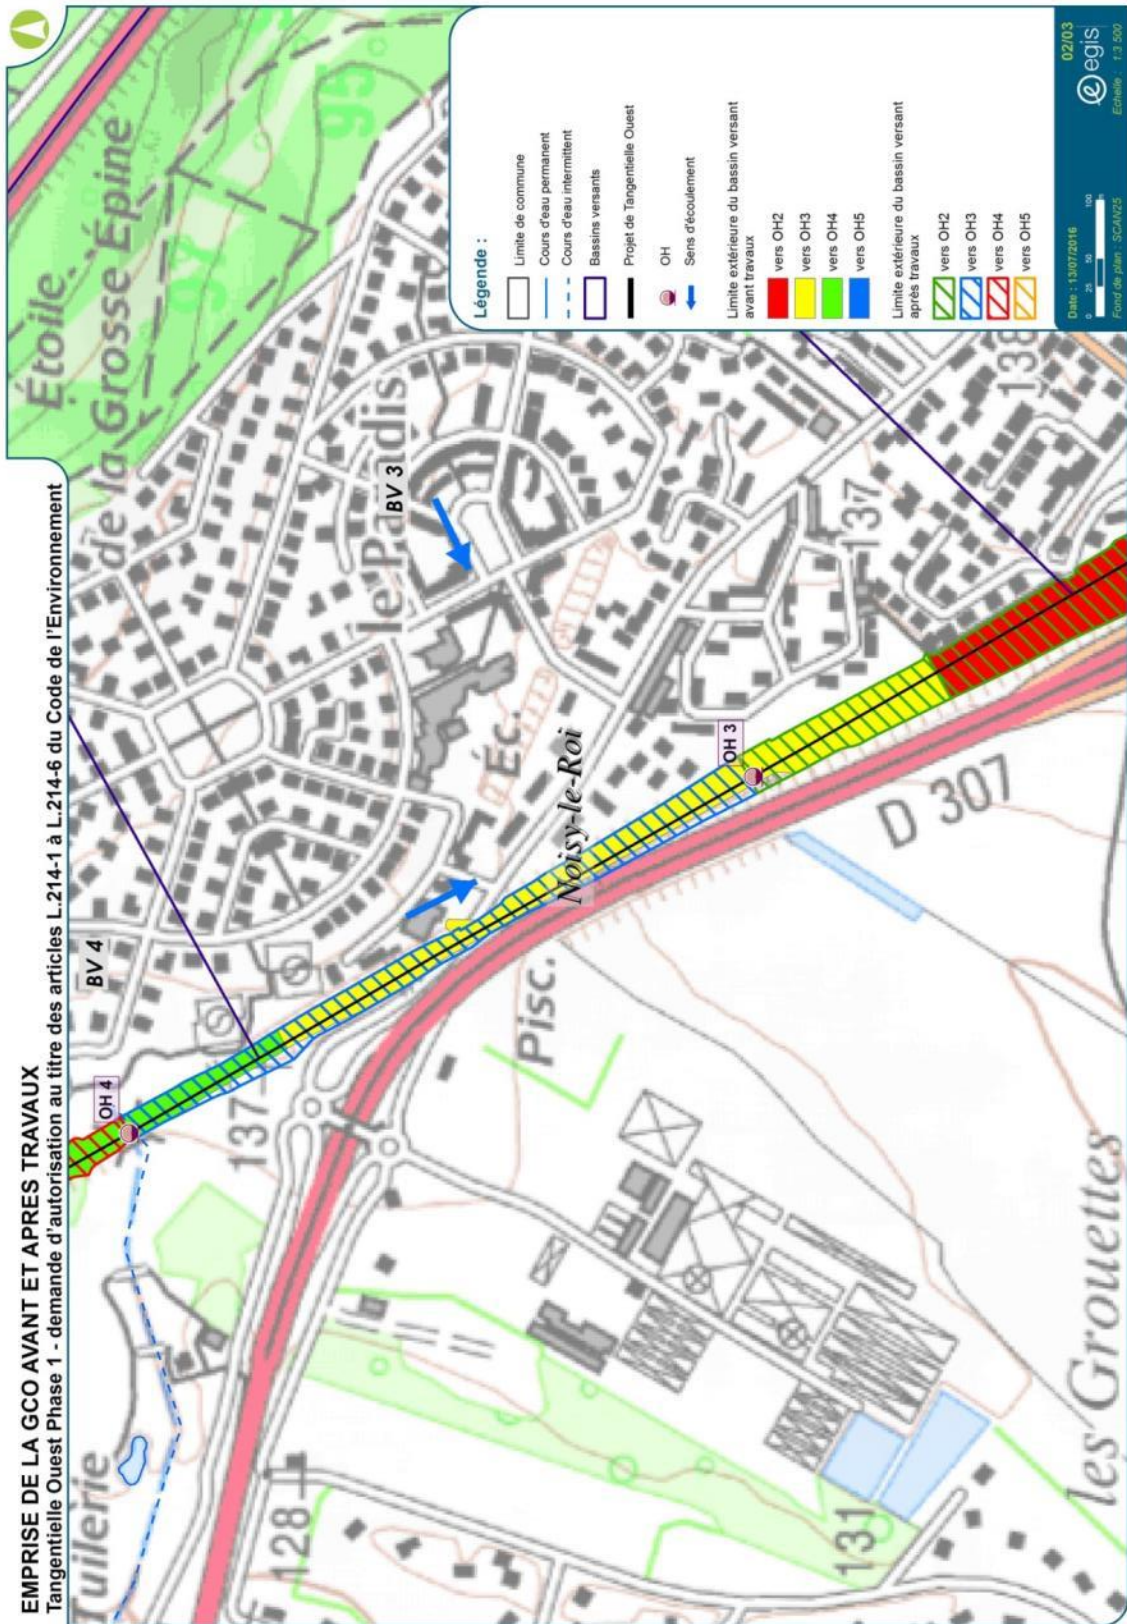 EMPRISE DE LA GCO AVANT ET APRES TRAVAUX
Tangentielle Ouest Phase 1 - demande d'autorisation au titre des articles L.214-1 à L.214-6 du Code de l'Environnement
Étoile
de la Grosse Épine
95
BV 4
BV 3
OH 4
137
le Paradis
Éc.
Noisy-le-Roi
OH 3
137
138
Tuilerie
128
Pisc.
D 307
131
les Grouettes
Légende :
Limite de commune
Cours d'eau permanent
Cours d'eau intermittent
Bassins versants
Projet de Tangentielle Ouest
OH
Sens d'écoulement
Limite extérieure du bassin versant
avant travaux
vers OH2
vers OH3
vers OH4
vers OH5
Limite extérieure du bassin versant
après travaux
vers OH2
vers OH3
vers OH4
vers OH5
Date : 13/07/2016
02/03
0 25 50 100
egis
Fond de plan : SCAN25
Echelle : 1:3 500